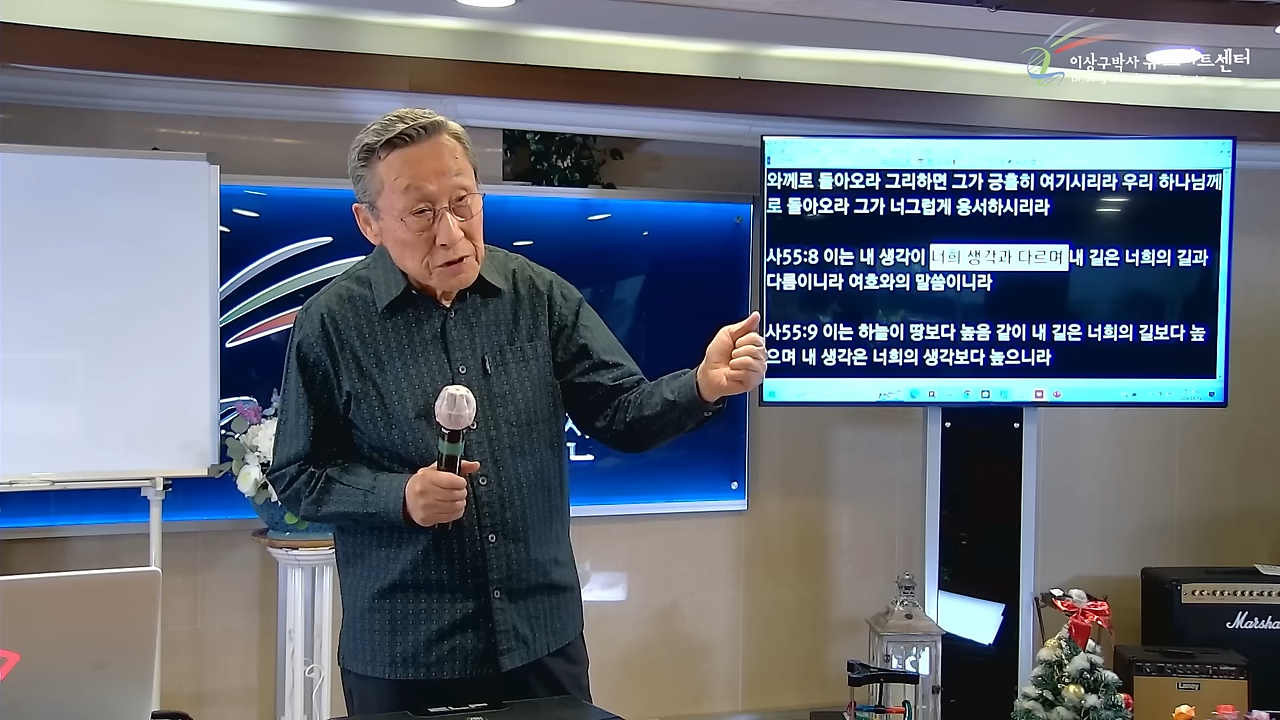 이상구박사 뉴스타트센터
와께로 돌아오라 그리하면 그가 긍휼히 여기시리라 우리 하나님께
로 돌아오라 그가 너그럽게 용서하시리라
사55:8 이는 내 생각이 너희 생각과 다르며 내 길은 너희의 길과
다름이니라 여호와의 말씀이니라
사55:9 이는 하늘이 땅보다 높음 같이 내 길은 너희의 길보다 높
으며 내 생각은 너희의 생각보다 높으니라
Marsha
Laney